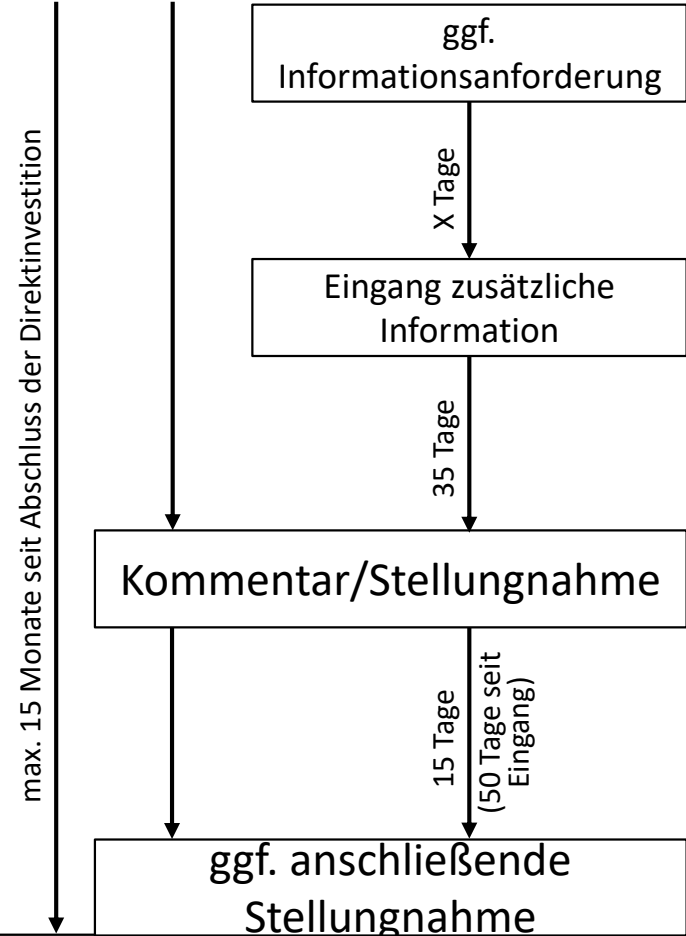 ggf.
Informationsanforderung
max. 15 Monate seit Abschluss der Direktinvestition
X Tage
Eingang zusätzliche
Information
35 Tage
Kommentar/Stellungnahme
15 Tage
(50 Tage seit
Eingang)
ggf. anschließende
Stellungnahme